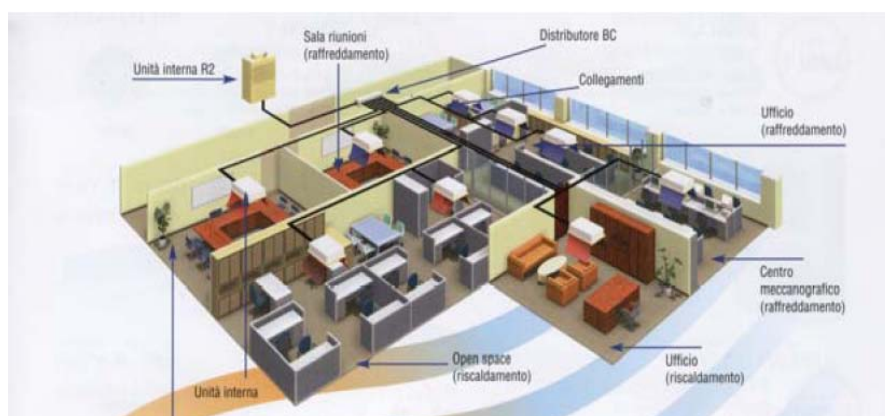 Sala riunioni
(raffreddamento)
Distributore BC
Unità interna R2
Collegamenti
Ufficio
(raffreddamento)
Centro
meccanografico
(raffreddamento)
Unità interna
Open space
(riscaldamento)
Ufficio
(riscaldamento)